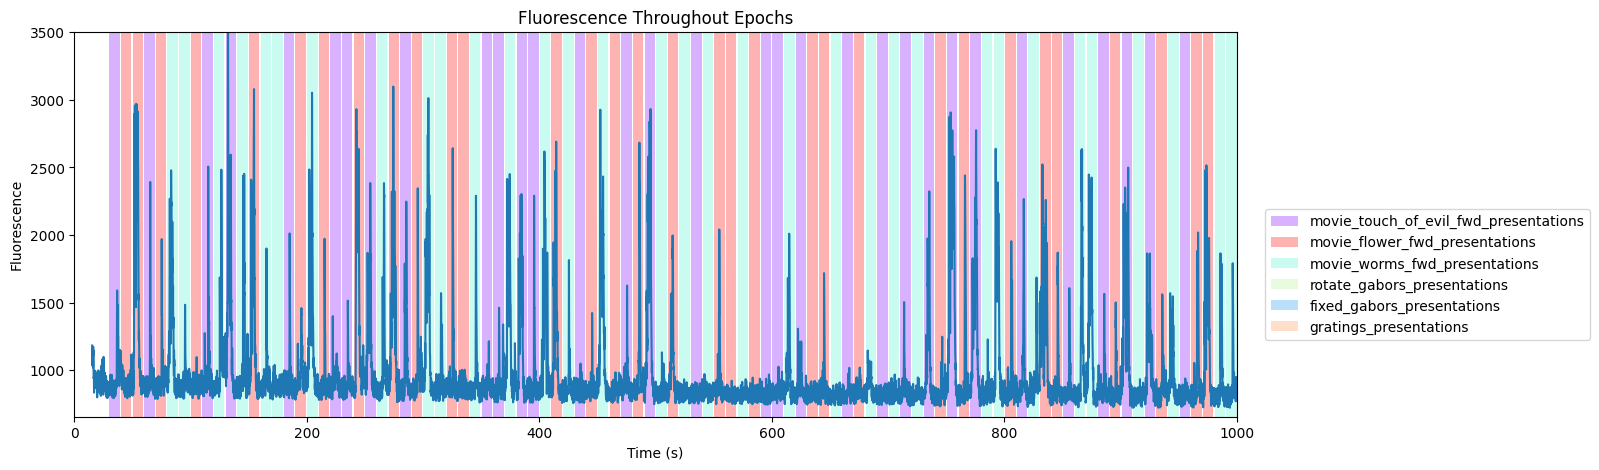 Fluorescence Throughout Epochs
3500
3000
2500
2000
1500
1000
Fluorescence
0
200
400
600
800
1000
Time (s)
movie_touch_of_evil_fwd_presentations
movie_flower_fwd_presentations
movie_worms_fwd_presentations
rotate_gabors_presentations
fixed_gabors_presentations
gratings_presentations